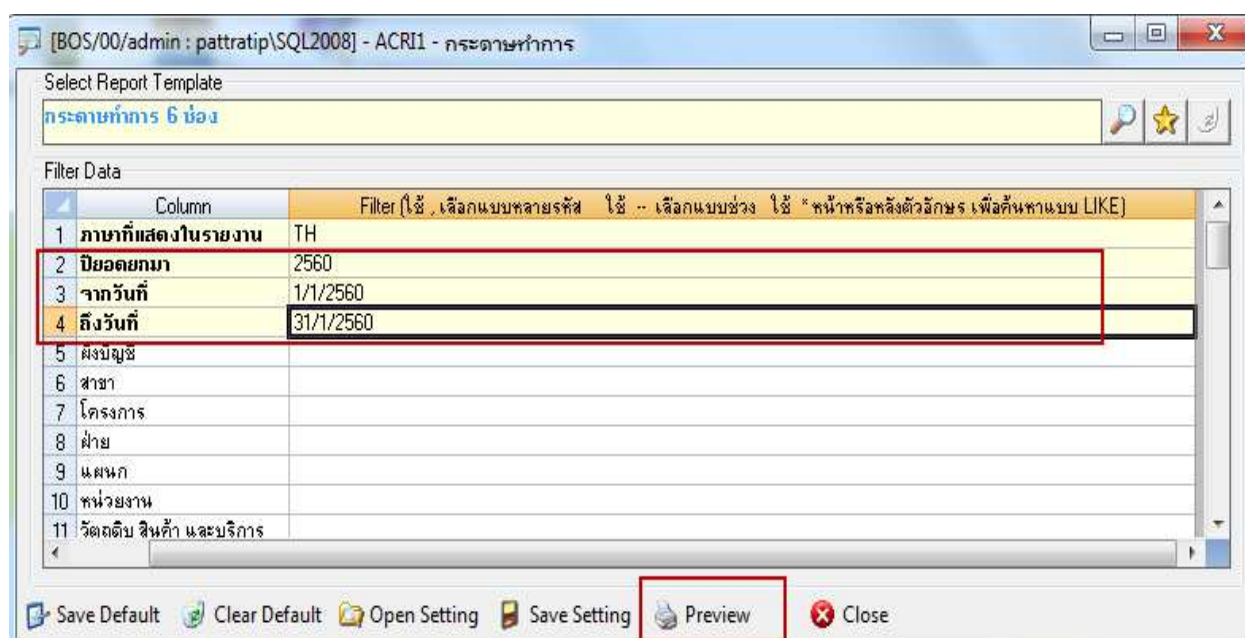 [BOS/00/admin : pattratip\SQL2008] - ACRI1 - กระดาษทำการ
Select Report Template
กระดาษทำการ 6 ช่อง
Filter Data
Column Filter (ใช้ , เลือกแบบหลายรหัส ใช้ -- เลือกแบบช่วง ใช้ * หน้าหรือหลังตัวอักษร เพื่อค้นหาแบบ LIKE)
1 ภาษาที่แสดงในรายงาน TH
2 ปียอดยกมา 2560
3 จากวันที่ 1/1/2560
4 ถึงวันที่ 31/1/2560
5 ผังบัญชี
6 สาขา
7 โครงการ
8 ฝ่าย
9 แผนก
10 หน่วยงาน
11 วัตถุดิบ สินค้า และบริการ
Save Default Clear Default Open Setting Save Setting Preview Close